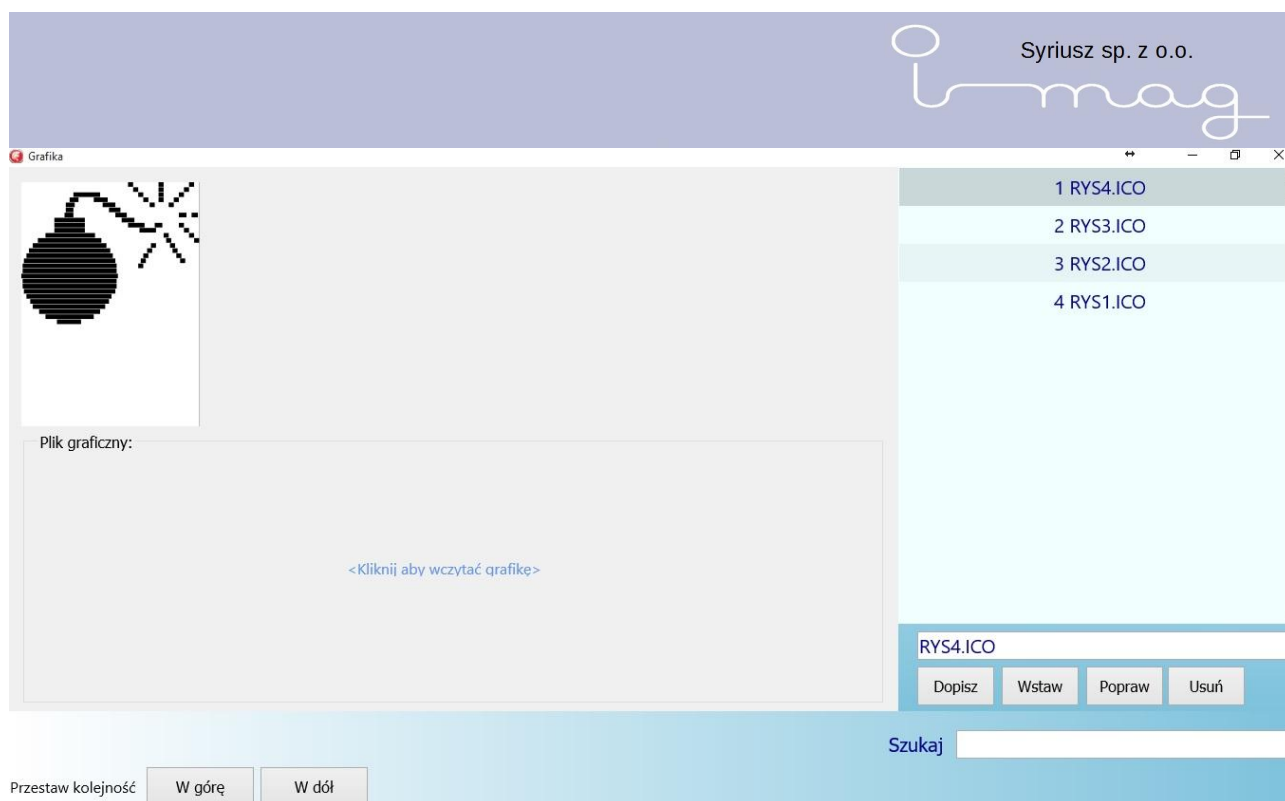 Syriusz sp. z o.o.
i-mag
Grafika
1 RYS4.ICO
2 RYS3.ICO
3 RYS2.ICO
4 RYS1.ICO
Plik graficzny:
<Kliknij aby wczytać grafikę>
RYS4.ICO
Dopisz Wstaw Popraw Usuń
Szukaj
Przestaw kolejność W górę W dół